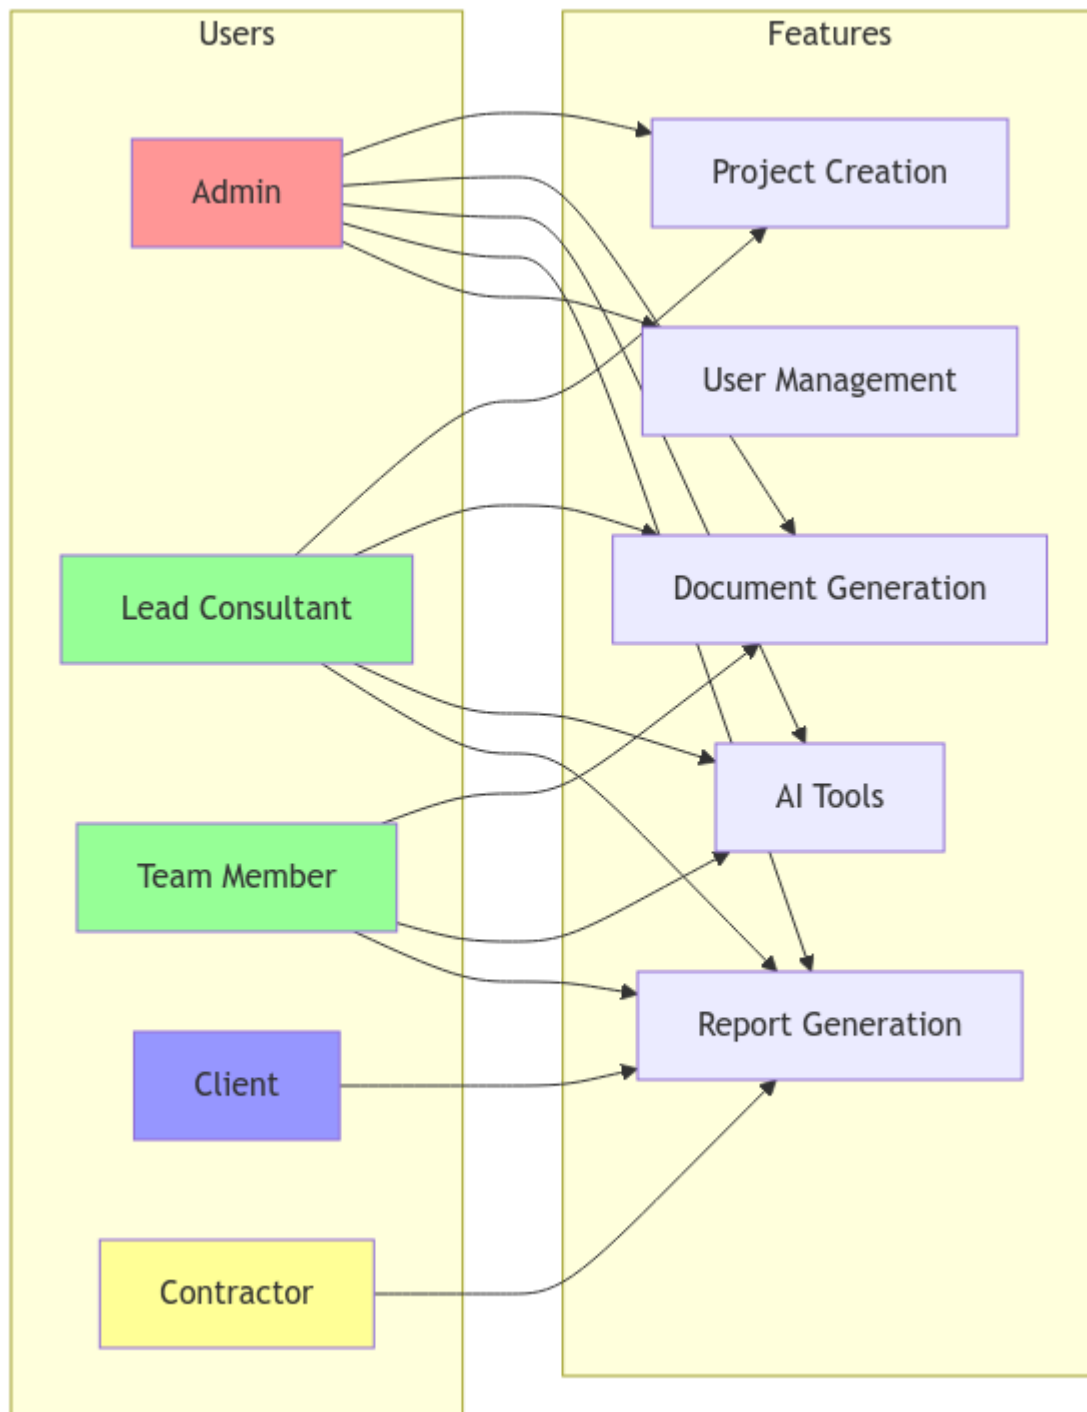 Users
Admin
Lead Consultant
Team Member
Client
Contractor
Features
Project Creation
User Management
Document Generation
AI Tools
Report Generation